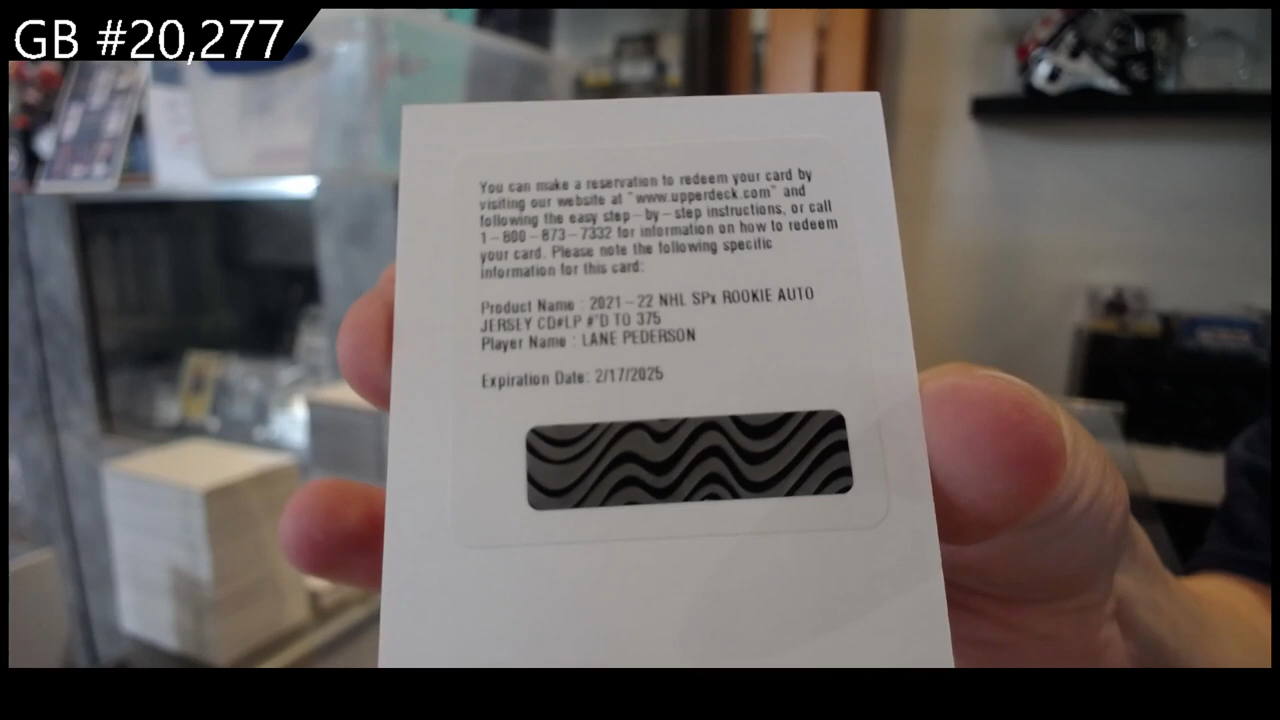 GB #20,277
You can make a reservation to redeem your card by
visiting our website at "www.upperdeck.com" and
following the easy step-by-step instructions, or call
1-800-873-7332 for information on how to redeem
your card. Please note the following specific
information for this card:
Product Name : 2021-22 NHL SPx ROOKIE AUTO
JERSEY CD#LP #'D TO 375
Player Name : LANE PEDERSON
Expiration Date: 2/17/2025